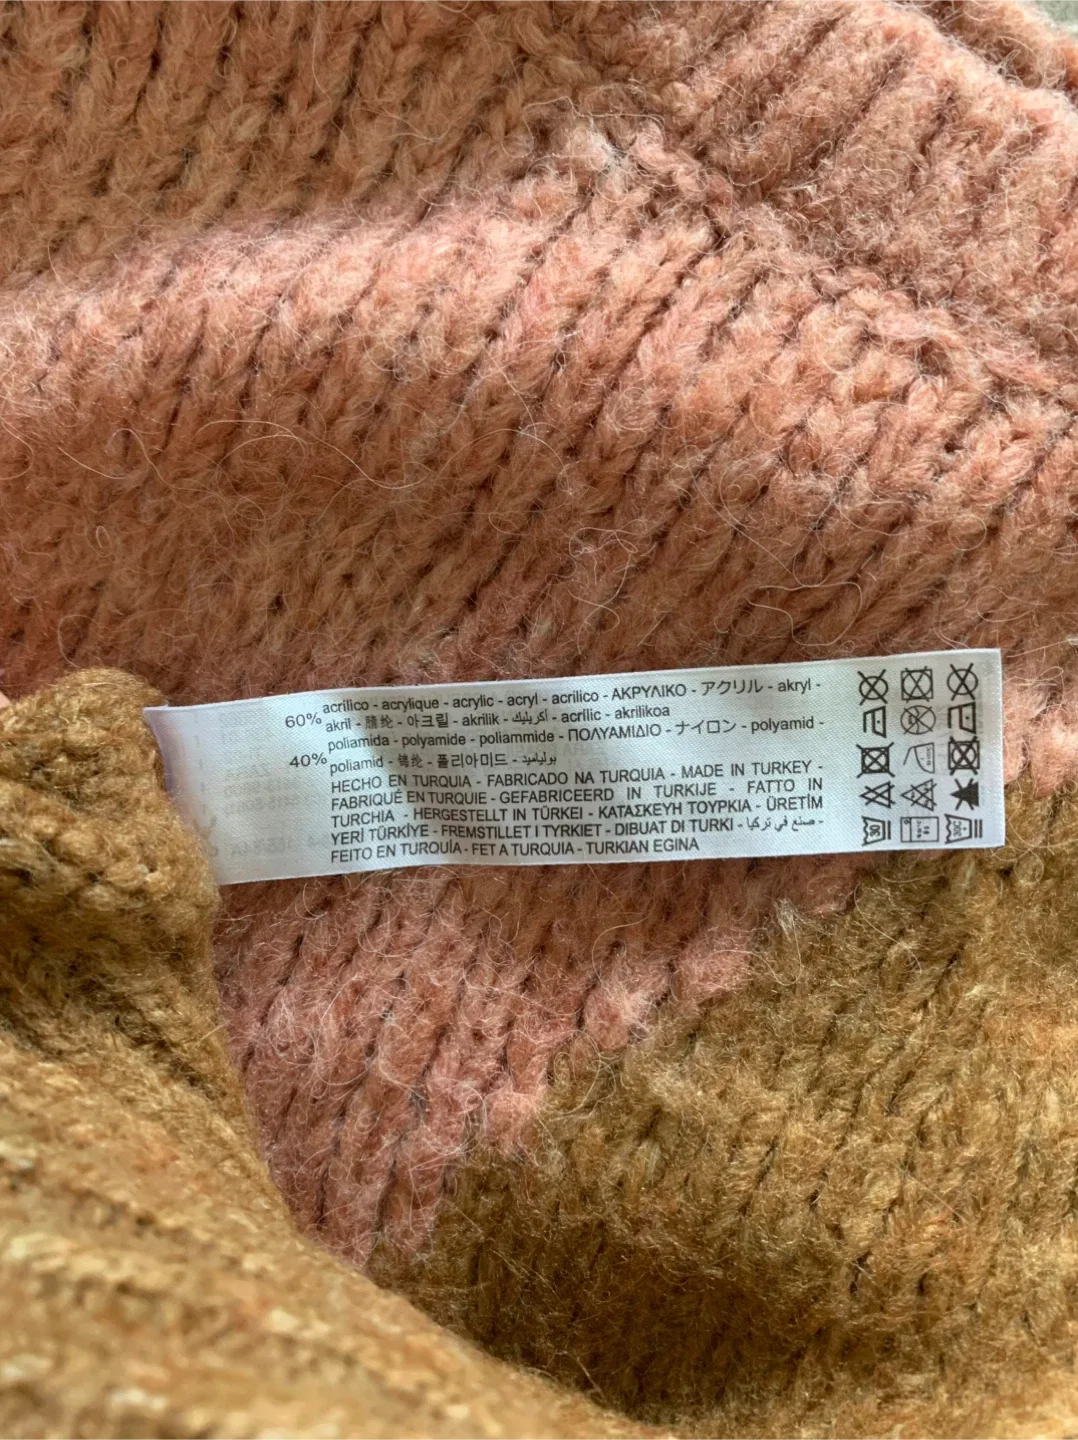 60% acrílico - acrylique - acrylic - acryl - acrilico - ΑΚΡΥΛΙΚΟ - アクリル - akryl -
akril - 腈纶 - 아크릴 - akrilik - أكريليك - acrílic - akrilikoa
40% poliamida - polyamide - poliammide - ΠΟΛΥΑΜΙΔΙΟ - ナイロン - polyamid -
poliamid - 锦纶 - 폴리아미드 - بولياميد
HECHO EN TURQUIA - FABRICADO NA TURQUIA - MADE IN TURKEY -
FABRIQUÉ EN TURQUIE - GEFABRICEERD IN TURKIJE - FATTO IN
TURCHIA - HERGESTELLT IN TÜRKEI - ΚΑΤΑΣΚΕΥΗ ΤΟΥΡΚΙΑ - ÜRETİM
YERİ TÜRKİYE - FREMSTILLET I TYRKIET - DIBUAT DI TURKI - صنع في تركيا -
FEITO EN TURQUÍA - FET A TURQUIA - TURKIAN EGINA
30
30C